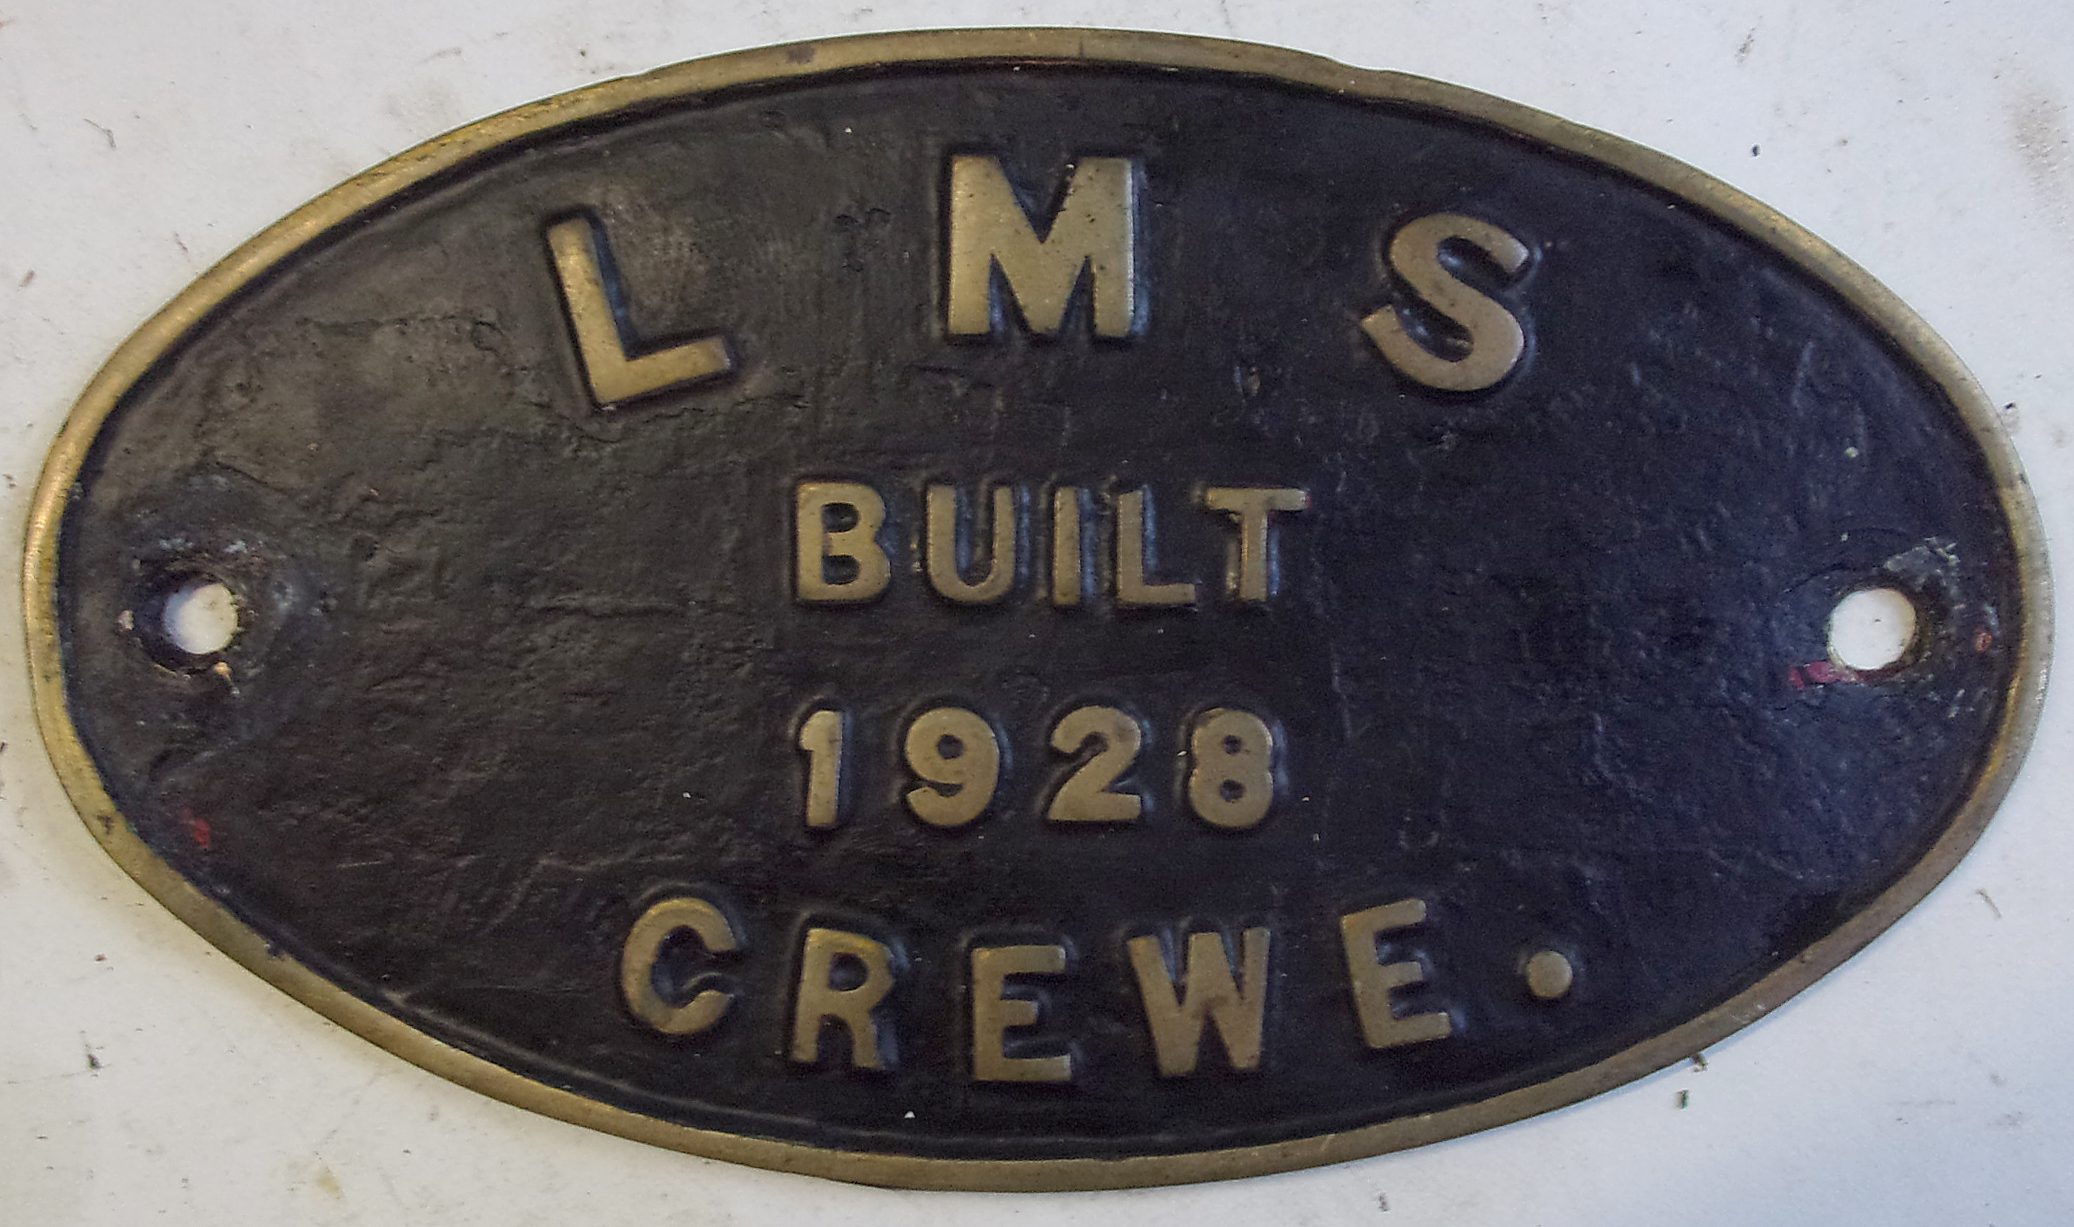 L M S
BUILT
1928
CREWE.